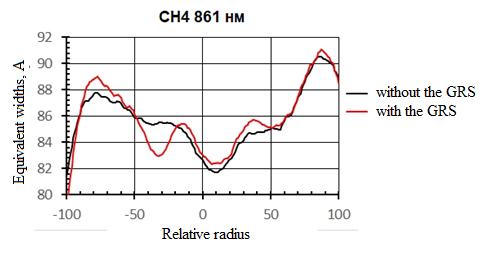 CH4 861 нм
Equivalent widths, A
92
90
88
86
84
82
80
-100 -50 0 50 100
Relative radius
without the GRS
with the GRS